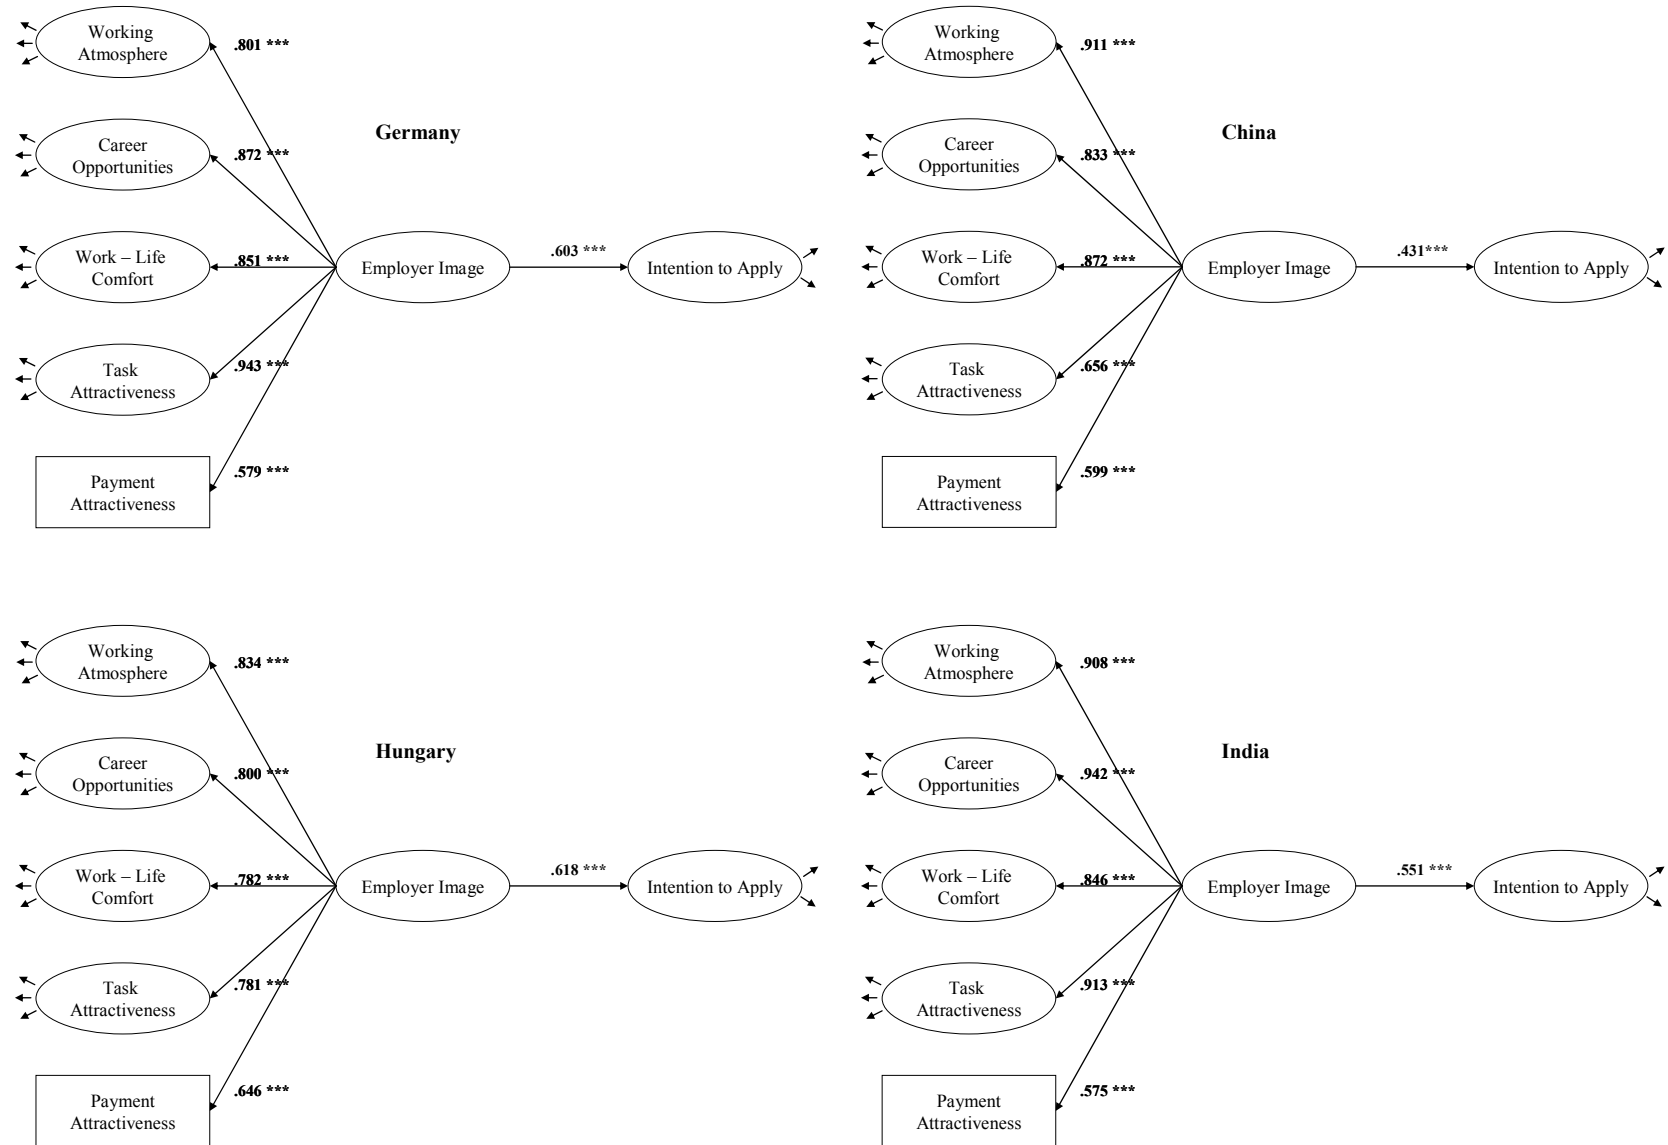 Working
Atmosphere
.801 ***
Germany
Career
Opportunities
.872 ***
Work – Life
Comfort
.851 ***
Employer Image
.603 ***
Intention to Apply
Task
Attractiveness
.943 ***
Payment
Attractiveness
.579 ***
Working
Atmosphere
.911 ***
China
Career
Opportunities
.833 ***
Work – Life
Comfort
.872 ***
Employer Image
.431***
Intention to Apply
Task
Attractiveness
.656 ***
Payment
Attractiveness
.599 ***
Working
Atmosphere
.834 ***
Hungary
Career
Opportunities
.800 ***
Work – Life
Comfort
.782 ***
Employer Image
.618 ***
Intention to Apply
Task
Attractiveness
.781 ***
Payment
Attractiveness
.646 ***
Working
Atmosphere
.908 ***
India
Career
Opportunities
.942 ***
Work – Life
Comfort
.846 ***
Employer Image
.551 ***
Intention to Apply
Task
Attractiveness
.913 ***
Payment
Attractiveness
.575 ***